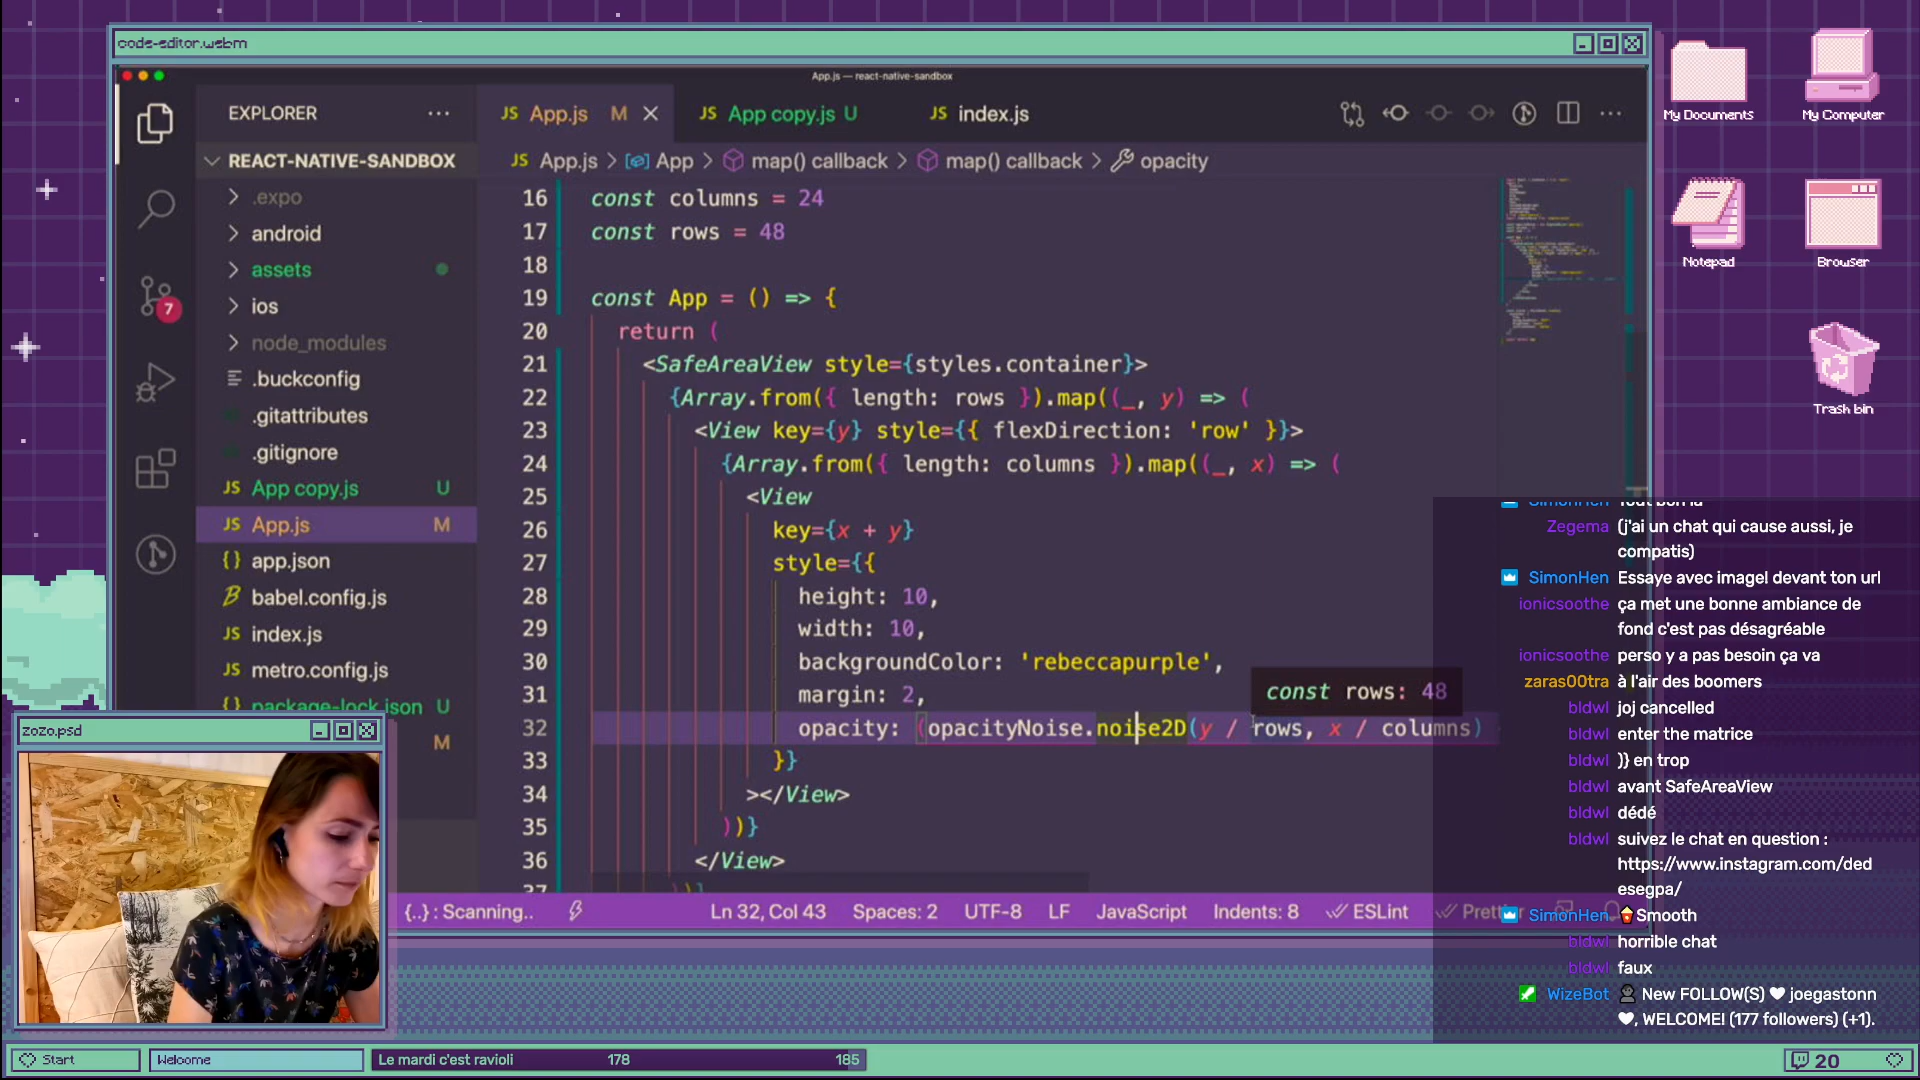 code-editor.webm
App.js — react-native-sandbox
EXPLORER
JS App.js M
JS App copy.js U
JS index.js
REACT-NATIVE-SANDBOX
JS App.js > App > map() callback > map() callback > opacity
.expo
android
assets
ios
node_modules
.buckconfig
.gitattributes
.gitignore
JS App copy.js U
JS App.js M
{} app.json
babel.config.js
JS index.js
JS metro.config.js
package-lock.json U
M
7
16 const columns = 24
17 const rows = 48
18
19 const App = () => {
20 return (
21 <SafeAreaView style={styles.container}>
22 {Array.from({ length: rows }).map((_, y) => (
23 <View key={y} style={{ flexDirection: 'row' }}>
24 {Array.from({ length: columns }).map((_, x) => (
25 <View
26 key={x + y}
27 style={{
28 height: 10,
29 width: 10,
30 backgroundColor: 'rebeccapurple',
31 margin: 2,
const rows: 48
32 opacity: (opacityNoise.noise2D(y / rows, x / columns)
33 }}
34 ></View>
35 ))}
36 </View>
37 ))}
{..} : Scanning..
Ln 32, Col 43
Spaces: 2
UTF-8
LF
JavaScript
Indents: 8
ESLint
My Documents
My Computer
Notepad
Browser
Trash bin
SimonHen Tout bon là
Zegema (j'ai un chat qui cause aussi, je
compatis)
SimonHen Essaye avec image! devant ton url
ionicsoothe ça met une bonne ambiance de
fond c'est pas désagréable
ionicsoothe perso y a pas besoin ça va
zaras00tra à l'air des boomers
bldwl joj cancelled
bldwl enter the matrice
bldwl )} en trop
bldwl avant SafeAreaView
bldwl dédé
bldwl suivez le chat en question :
https://www.instagram.com/ded
esegpa/
SimonHen Smooth
bldwl horrible chat
bldwl faux
WizeBot New FOLLOW(S) ♥ joegastonn
♥, WELCOME! (177 followers) (+1).
zozo.psd
Start
Welcome
Le mardi c'est ravioli 178 185
20